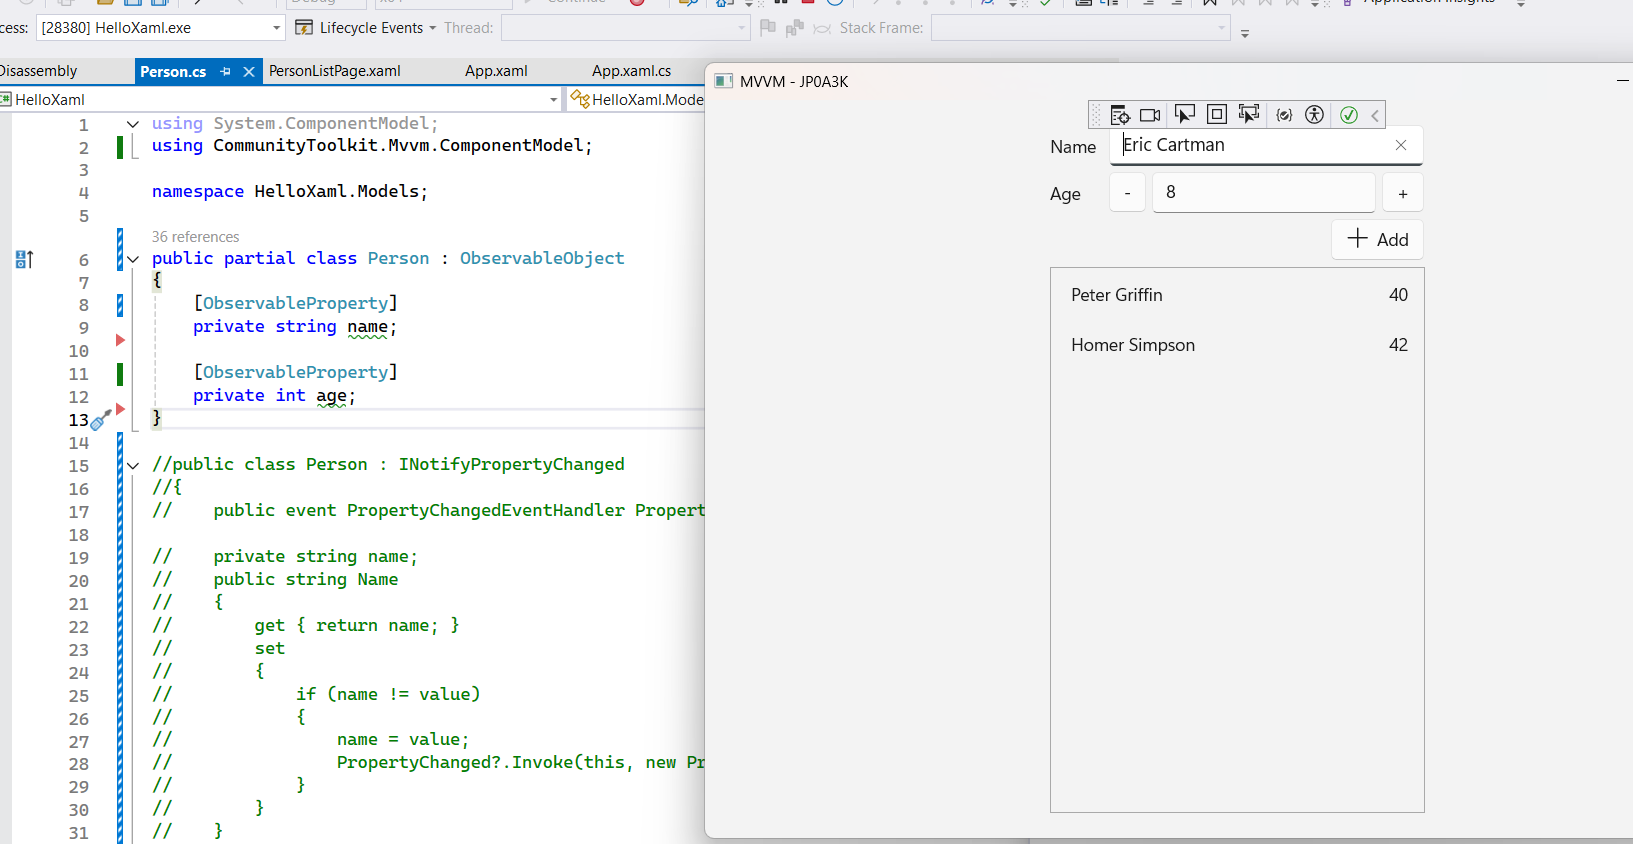 Debug
Continue
Application Insights
cess: [28380] HelloXaml.exe Lifecycle Events Thread: Stack Frame:
Disassembly Person.cs PersonListPage.xaml App.xaml App.xaml.cs
HelloXaml HelloXaml.Mode
1 using System.ComponentModel;
2 using CommunityToolkit.Mvvm.ComponentModel;
3
4 namespace HelloXaml.Models;
5
36 references
6 public partial class Person : ObservableObject
7 {
8 [ObservableProperty]
9 private string name;
10
11 [ObservableProperty]
12 private int age;
13 }
14
15 //public class Person : INotifyPropertyChanged
16 //{
17 // public event PropertyChangedEventHandler Propert
18
19 // private string name;
20 // public string Name
21 // {
22 // get { return name; }
23 // set
24 // {
25 // if (name != value)
26 // {
27 // name = value;
28 // PropertyChanged?.Invoke(this, new Pr
29 // }
30 // }
31 // }
MVVM - JP0A3K
Name Eric Cartman
Age - 8 +
Add
Peter Griffin 40
Homer Simpson 42